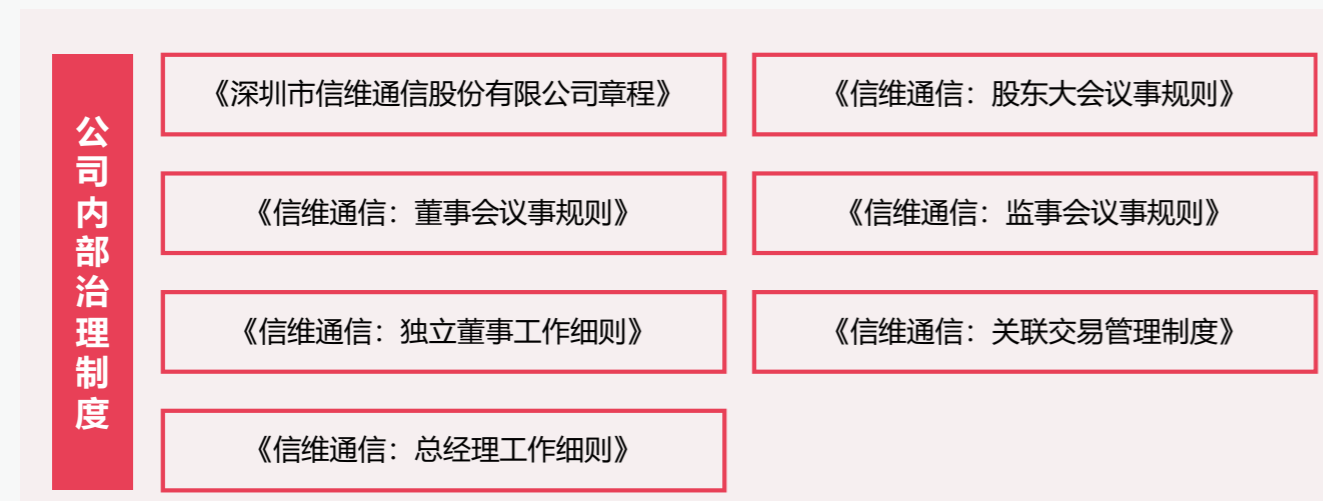 公司内部治理制度
《深圳市信维通信股份有限公司章程》
《信维通信：股东大会议事规则》
《信维通信：董事会议事规则》
《信维通信：监事会议事规则》
《信维通信：独立董事工作细则》
《信维通信：关联交易管理制度》
《信维通信：总经理工作细则》